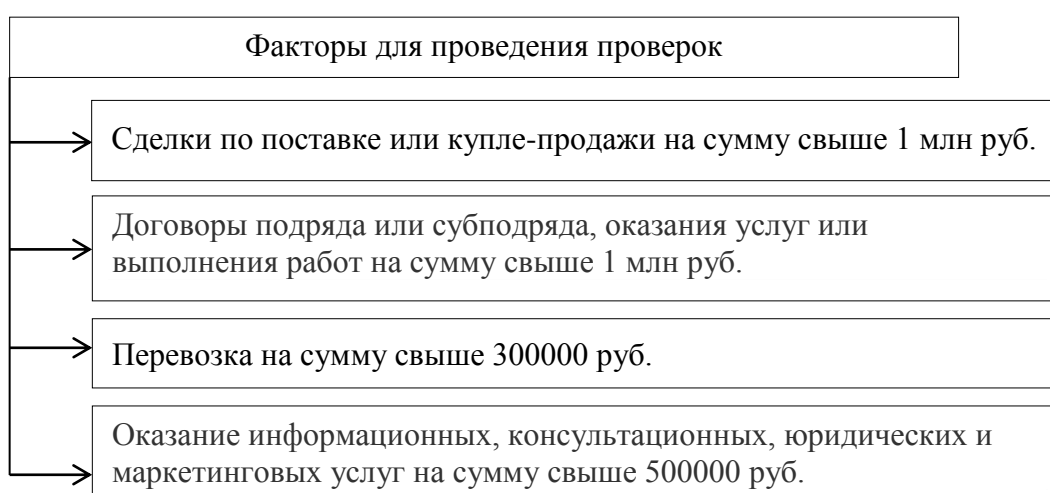 Факторы для проведения проверок
Сделки по поставке или купле-продажи на сумму свыше 1 млн руб.
Договоры подряда или субподряда, оказания услуг или
выполнения работ на сумму свыше 1 млн руб.
Перевозка на сумму свыше 300000 руб.
Оказание информационных, консультационных, юридических и
маркетинговых услуг на сумму свыше 500000 руб.